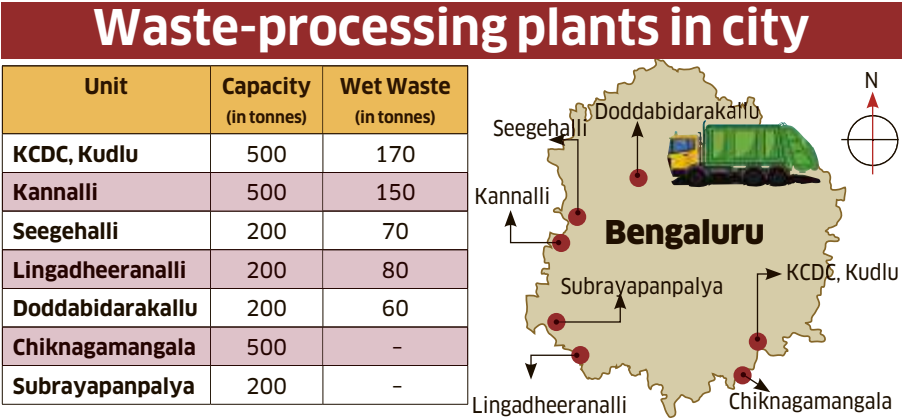 Waste-processing plants in city
Unit Capacity (in tonnes) Wet Waste (in tonnes)
KCDC, Kudlu 500 170
Kannalli 500 150
Seegehalli 200 70
Lingadheeranalli 200 80
Doddabidarakallu 200 60
Chiknagamangala 500 –
Subrayapanpalya 200 –
N
Doddabidarakallu
Seegehalli
Kannalli
Bengaluru
KCDC, Kudlu
Subrayapanpalya
Chiknagamangala
Lingadheeranalli